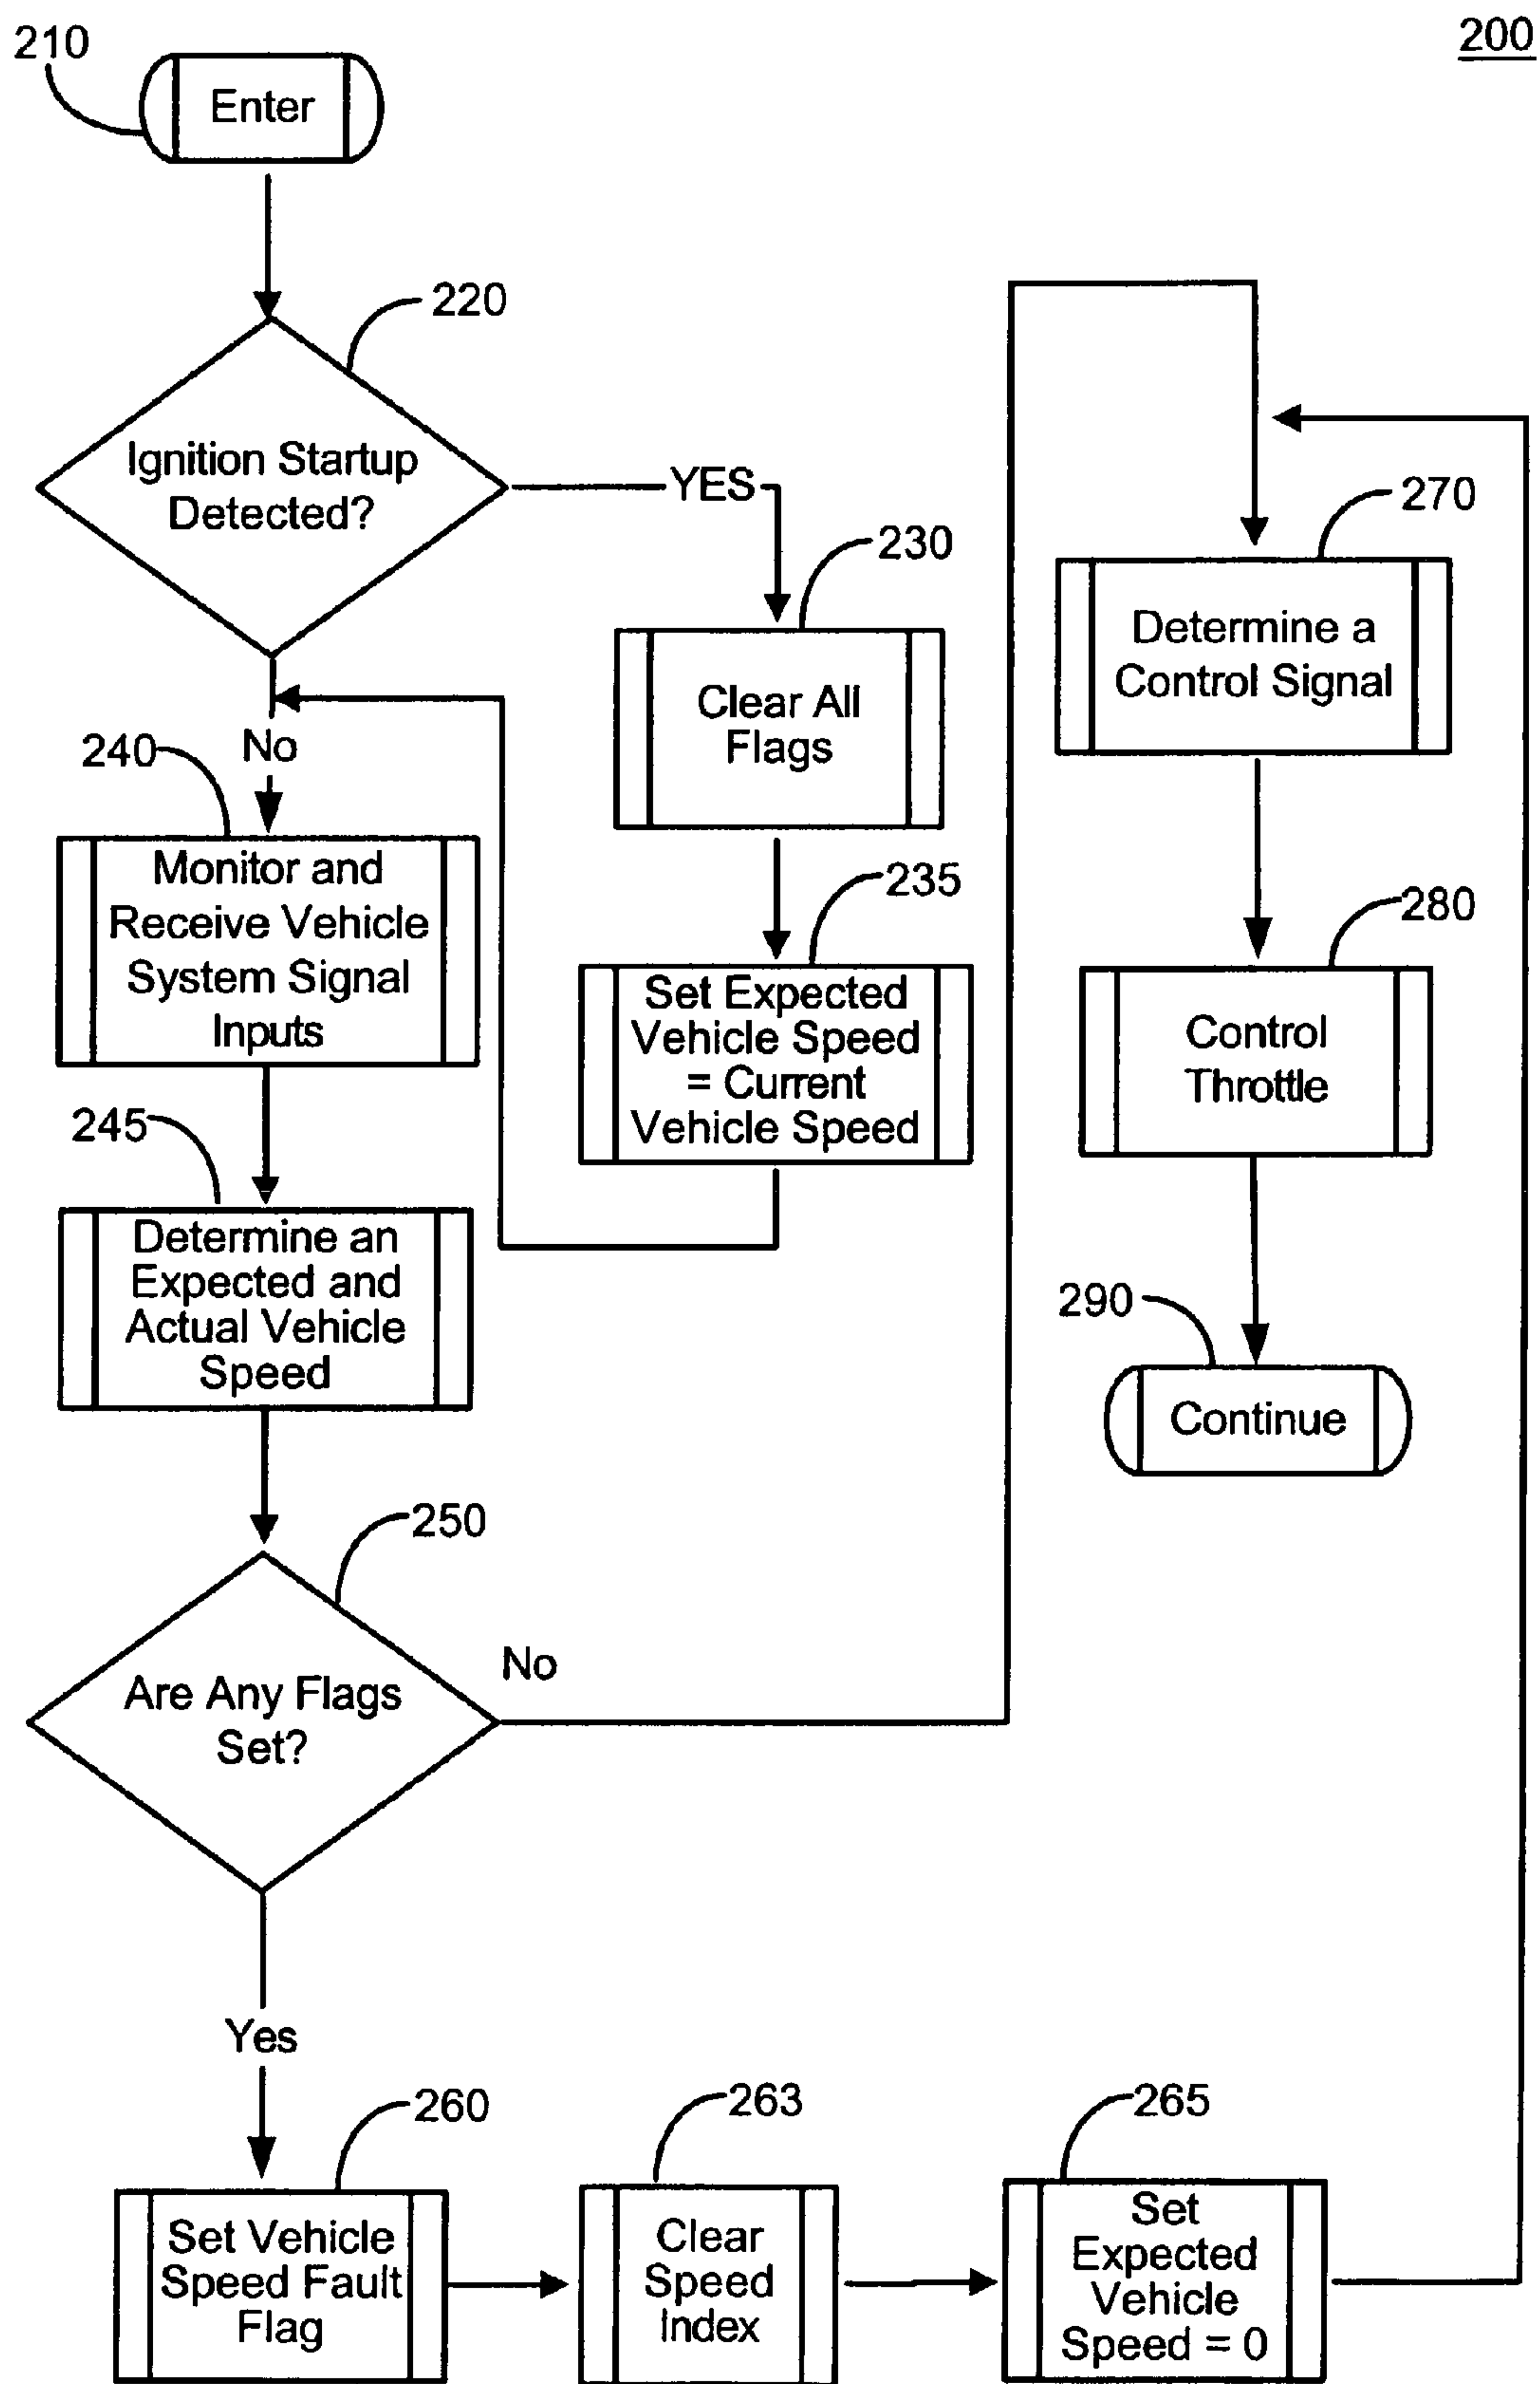 200
210
Enter
220
Ignition Startup
Detected?
YES
230
Clear All
Flags
235
Set Expected
Vehicle Speed
= Current
Vehicle Speed
No
240
Monitor and
Receive Vehicle
System Signal
Inputs
245
Determine an
Expected and
Actual Vehicle
Speed
250
Are Any Flags
Set?
No
Yes
260
Set Vehicle
Speed Fault
Flag
263
Clear
Speed
Index
265
Set
Expected
Vehicle
Speed = 0
270
Determine a
Control Signal
280
Control
Throttle
290
Continue